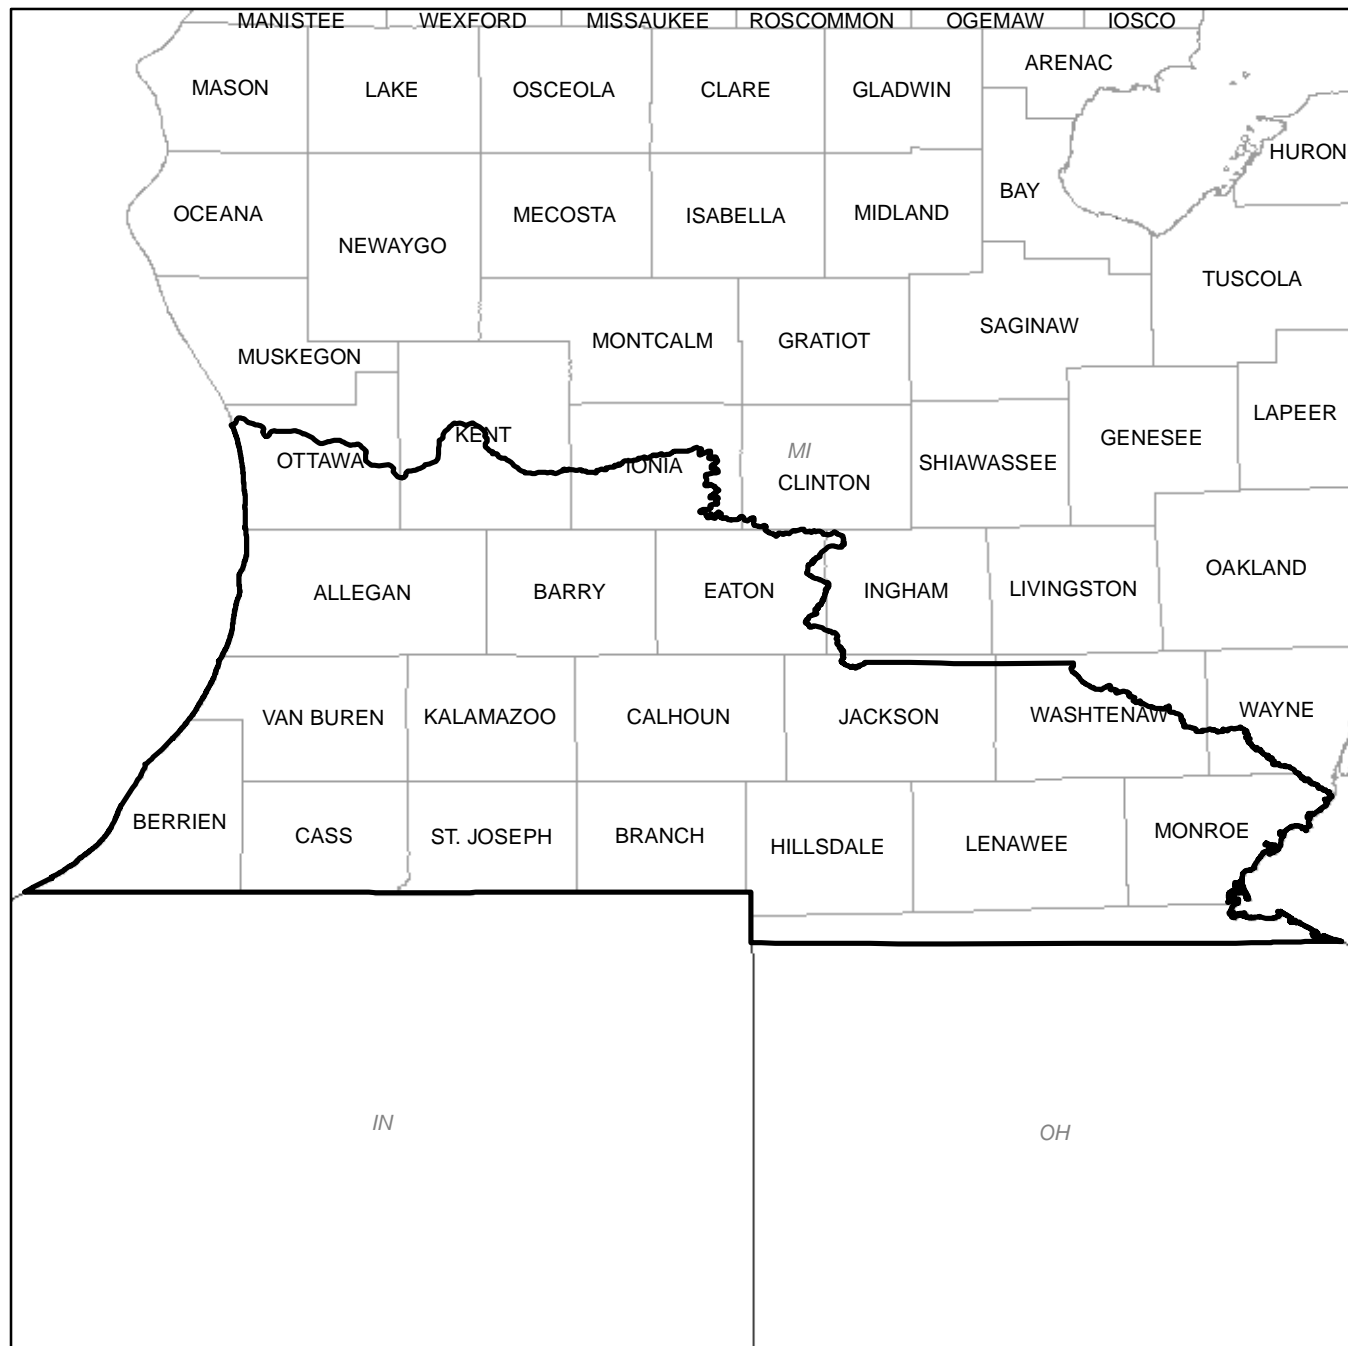 MANISTEE WEXFORD MISSAUKEE ROSCOMMON OGEMAW IOSCO
MASON LAKE OSCEOLA CLARE GLADWIN ARENAC
HURON
OCEANA NEWAYGO MECOSTA ISABELLA MIDLAND BAY
TUSCOLA
MUSKEGON MONTCALM GRATIOT SAGINAW
LAPEER
OTTAWA KENT IONIA MI CLINTON SHIAWASSEE GENESEE
ALLEGAN BARRY EATON INGHAM LIVINGSTON OAKLAND
VAN BUREN KALAMAZOO CALHOUN JACKSON WASHTENAW WAYNE
BERRIEN CASS ST. JOSEPH BRANCH HILLSDALE LENAWEE MONROE
IN OH